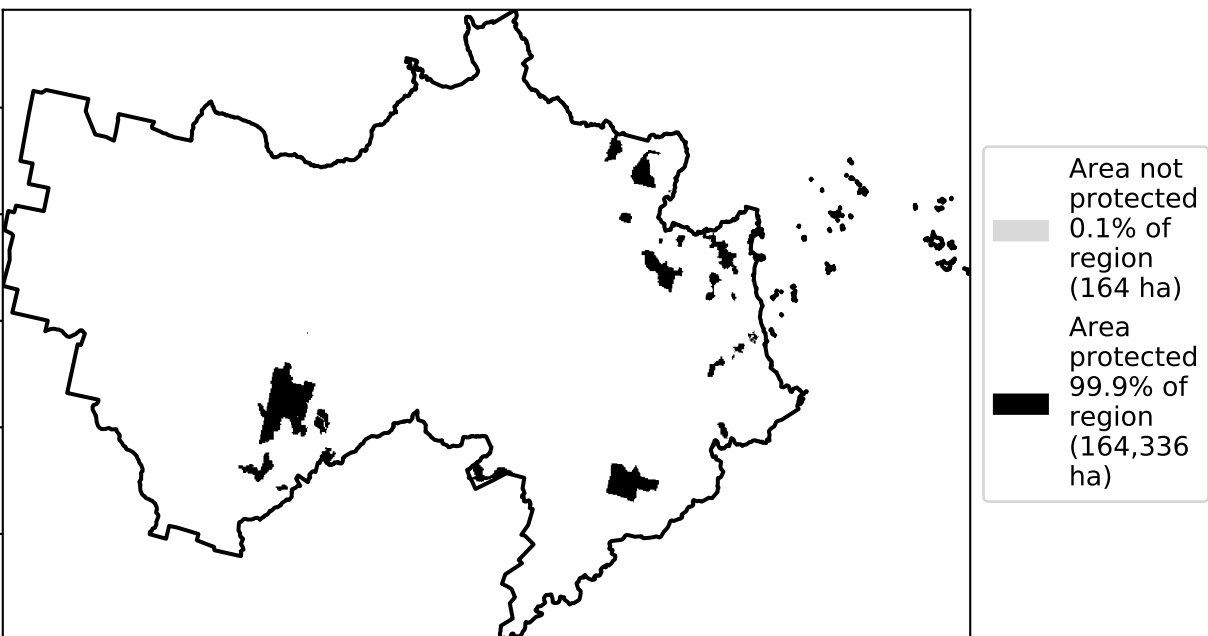 Area not
protected
0.1% of
region
(164 ha)
Area
protected
99.9% of
region
(164,336
ha)